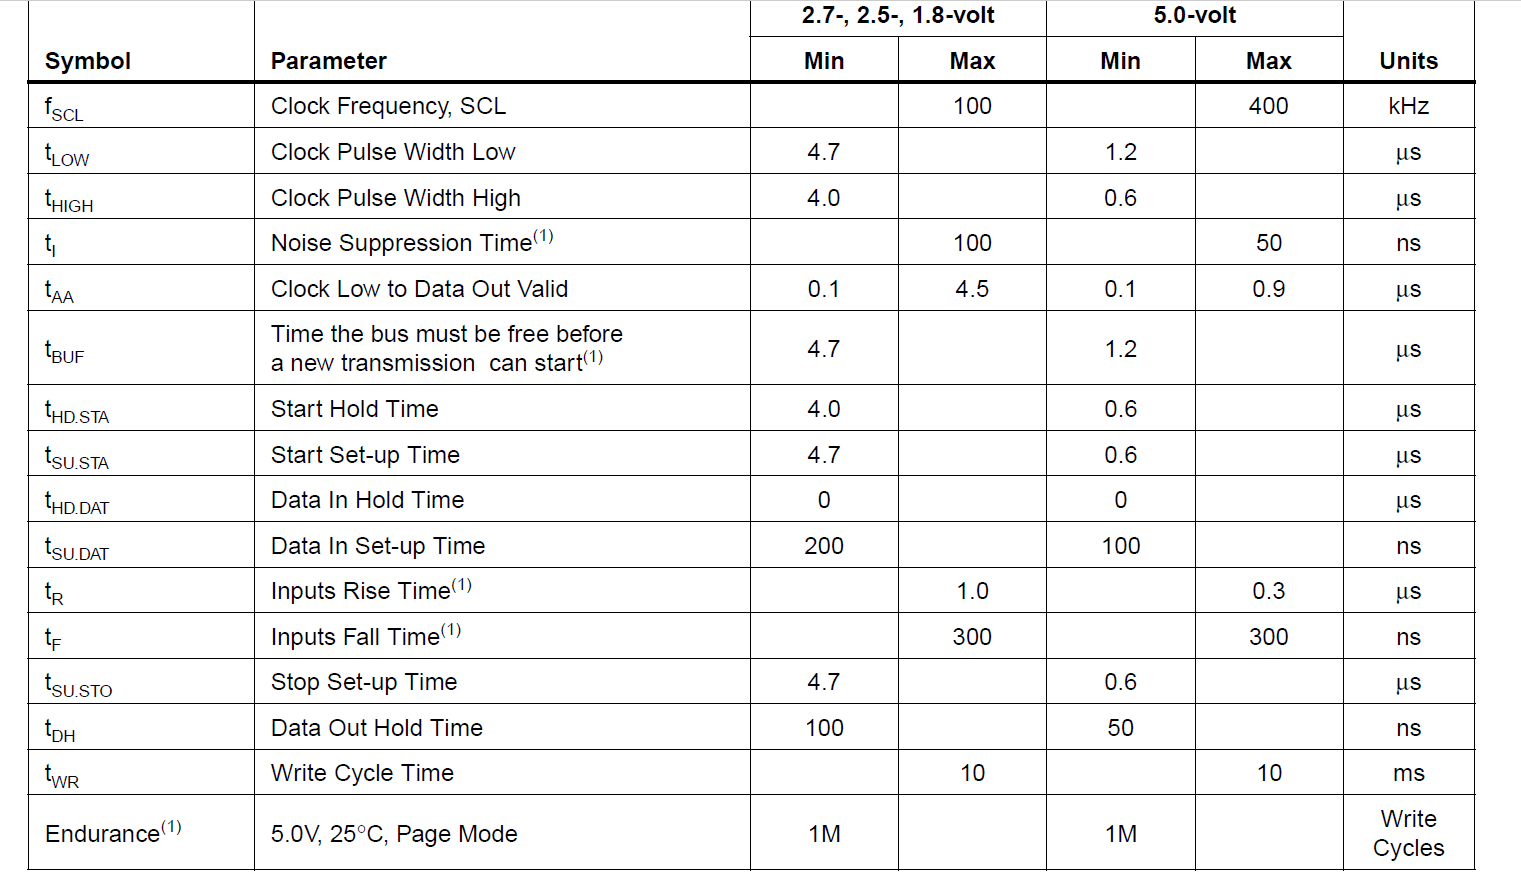 2.7-, 2.5-, 1.8-volt 5.0-volt
Symbol Parameter Min Max Min Max Units
fSCL Clock Frequency, SCL 100 400 kHz
tLOW Clock Pulse Width Low 4.7 1.2 μs
tHIGH Clock Pulse Width High 4.0 0.6 μs
tI Noise Suppression Time(1) 100 50 ns
tAA Clock Low to Data Out Valid 0.1 4.5 0.1 0.9 μs
tBUF Time the bus must be free before
a new transmission can start(1) 4.7 1.2 μs
tHD.STA Start Hold Time 4.0 0.6 μs
tSU.STA Start Set-up Time 4.7 0.6 μs
tHD.DAT Data In Hold Time 0 0 μs
tSU.DAT Data In Set-up Time 200 100 ns
tR Inputs Rise Time(1) 1.0 0.3 μs
tF Inputs Fall Time(1) 300 300 ns
tSU.STO Stop Set-up Time 4.7 0.6 μs
tDH Data Out Hold Time 100 50 ns
tWR Write Cycle Time 10 10 ms
Endurance(1) 5.0V, 25°C, Page Mode 1M 1M Write
Cycles